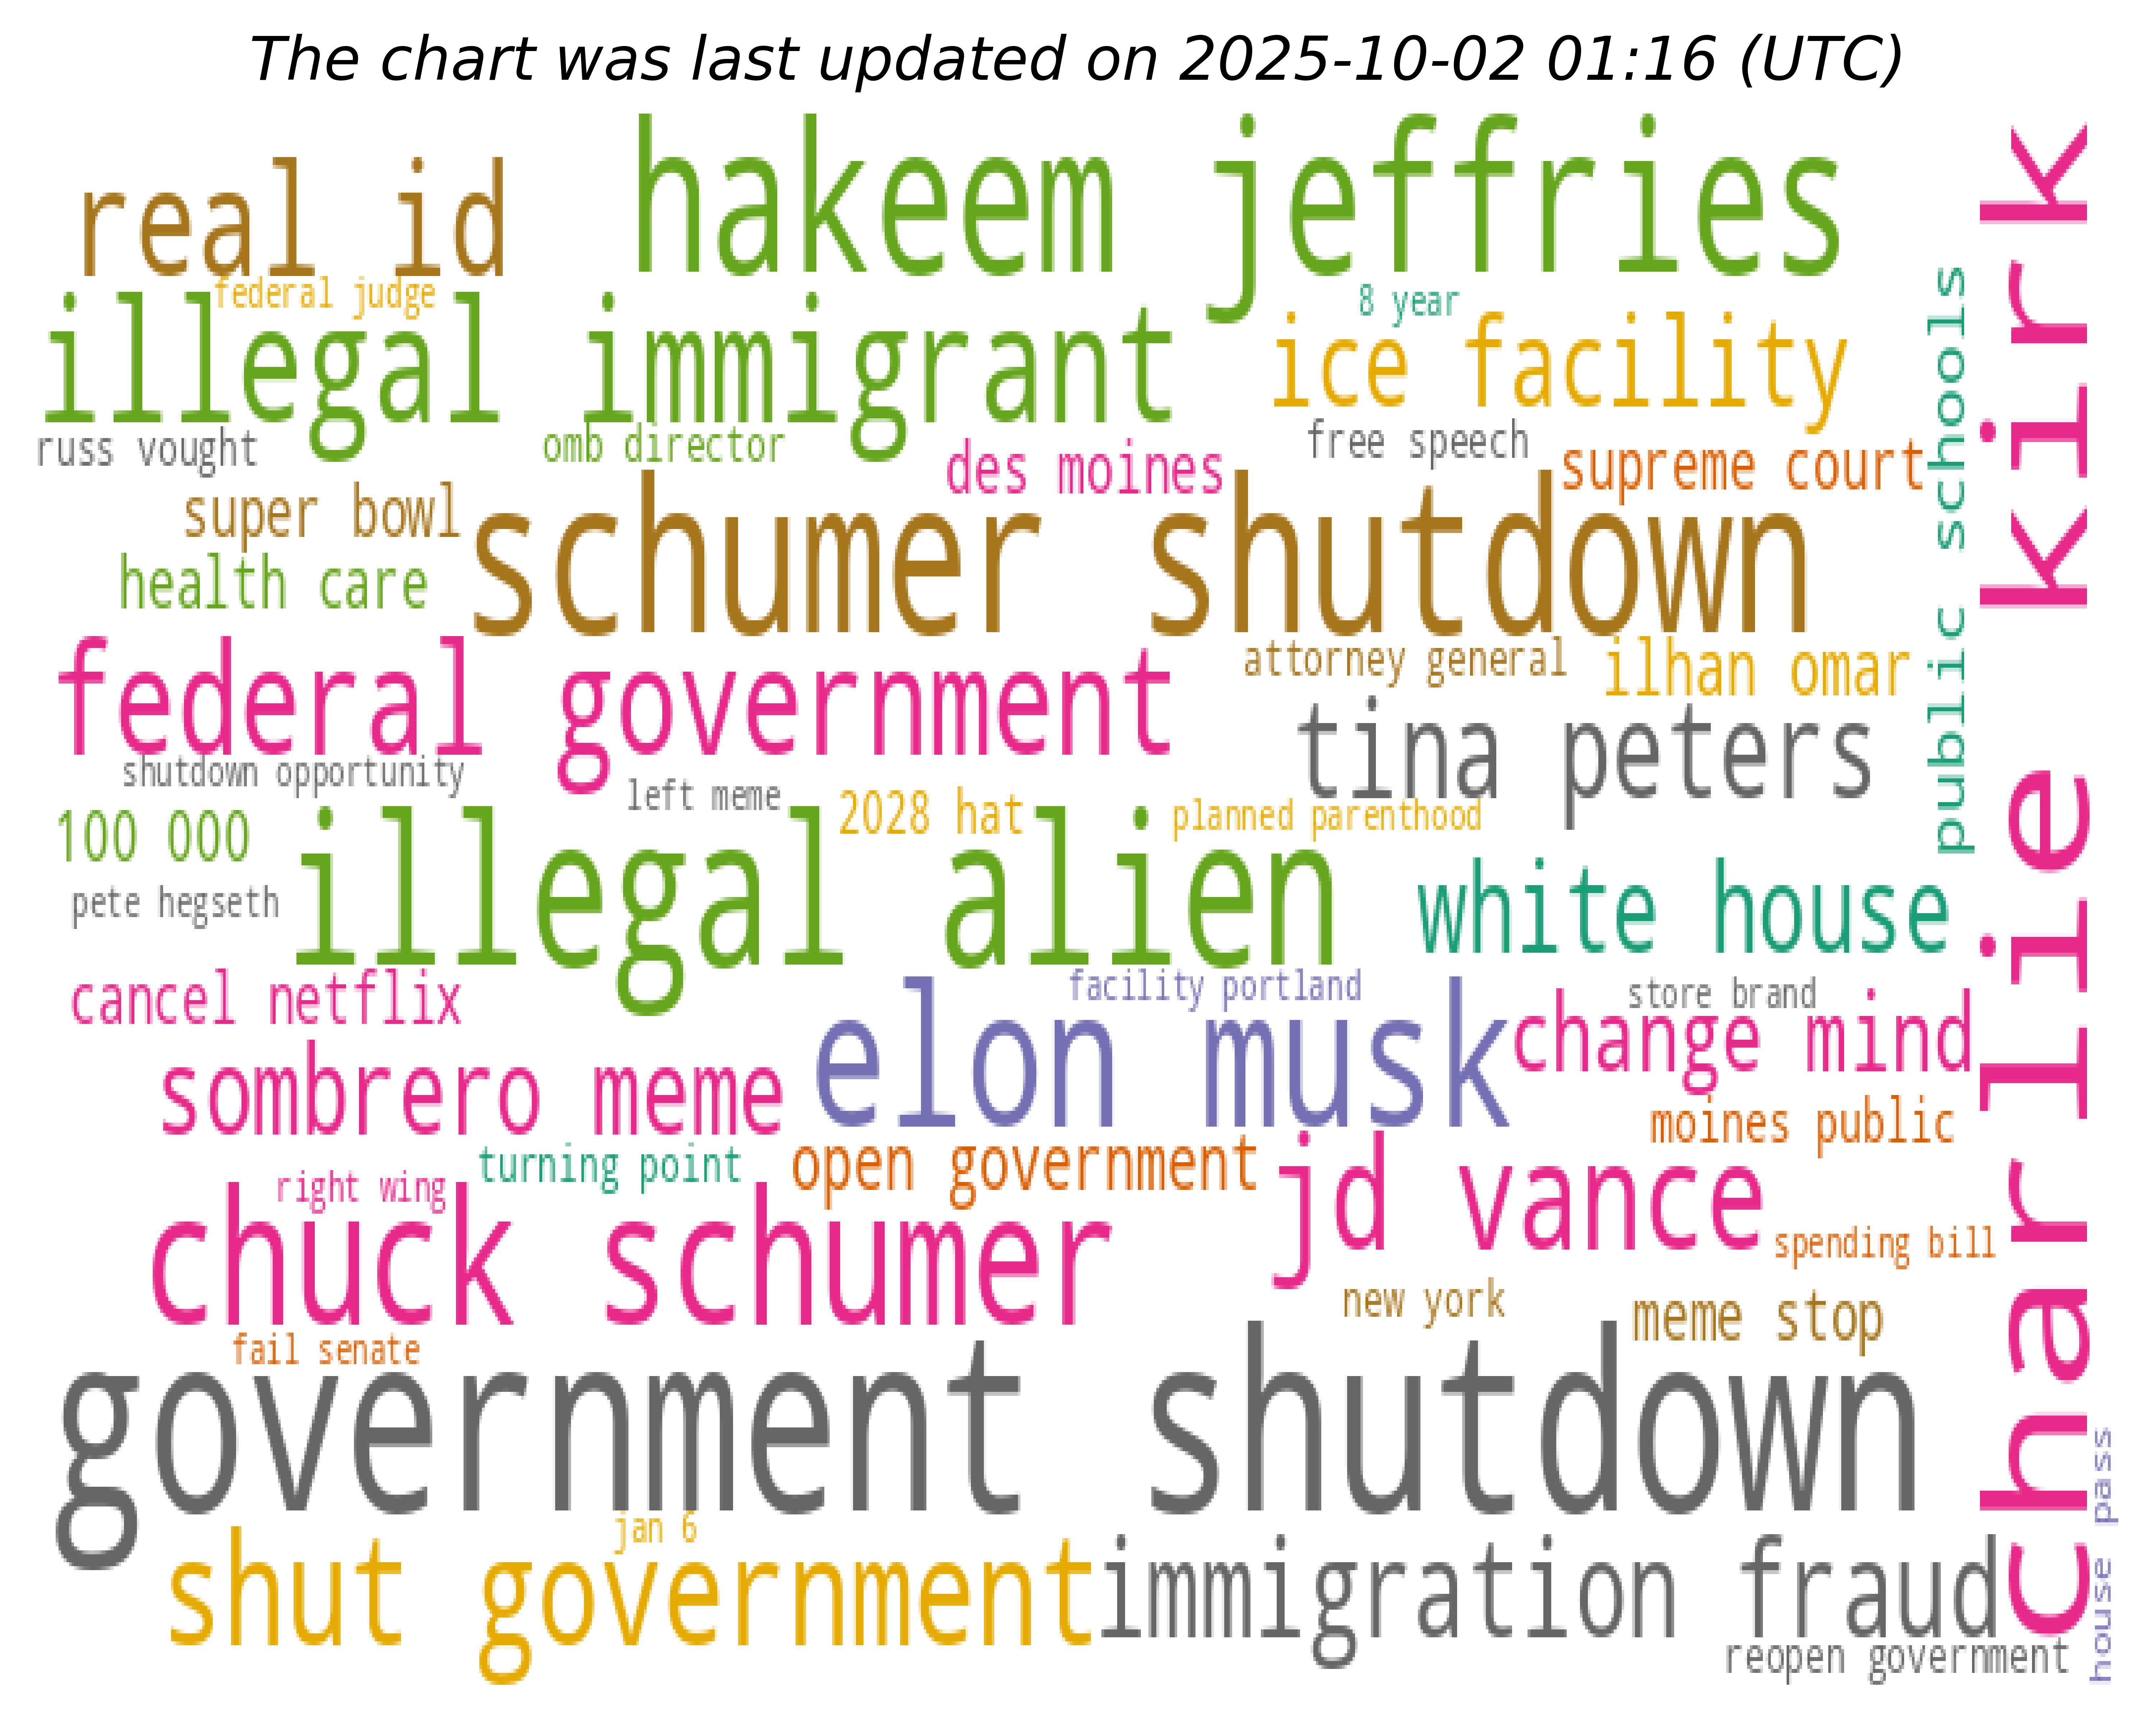 The chart was last updated on 2025-10-02 01:16 (UTC)
hakeem jeffries
real id
federal judge
8 year
illegal immigrant
ice facility
public schools
charlie kirk
russ vought
omb director
free speech
des moines
supreme court
super bowl
schumer shutdown
health care
federal government
attorney general
ilhan omar
tina peters
shutdown opportunity
left meme
2028 hat
planned parenthood
100 000
illegal alien
pete hegseth
white house
cancel netflix
facility portland
store brand
elon musk
change mind
sombrero meme
moines public
turning point
open government
right wing
jd vance
chuck schumer
spending bill
new york
meme stop
fail senate
government shutdown
house pass
jan 6
shut government
immigration fraud
reopen government